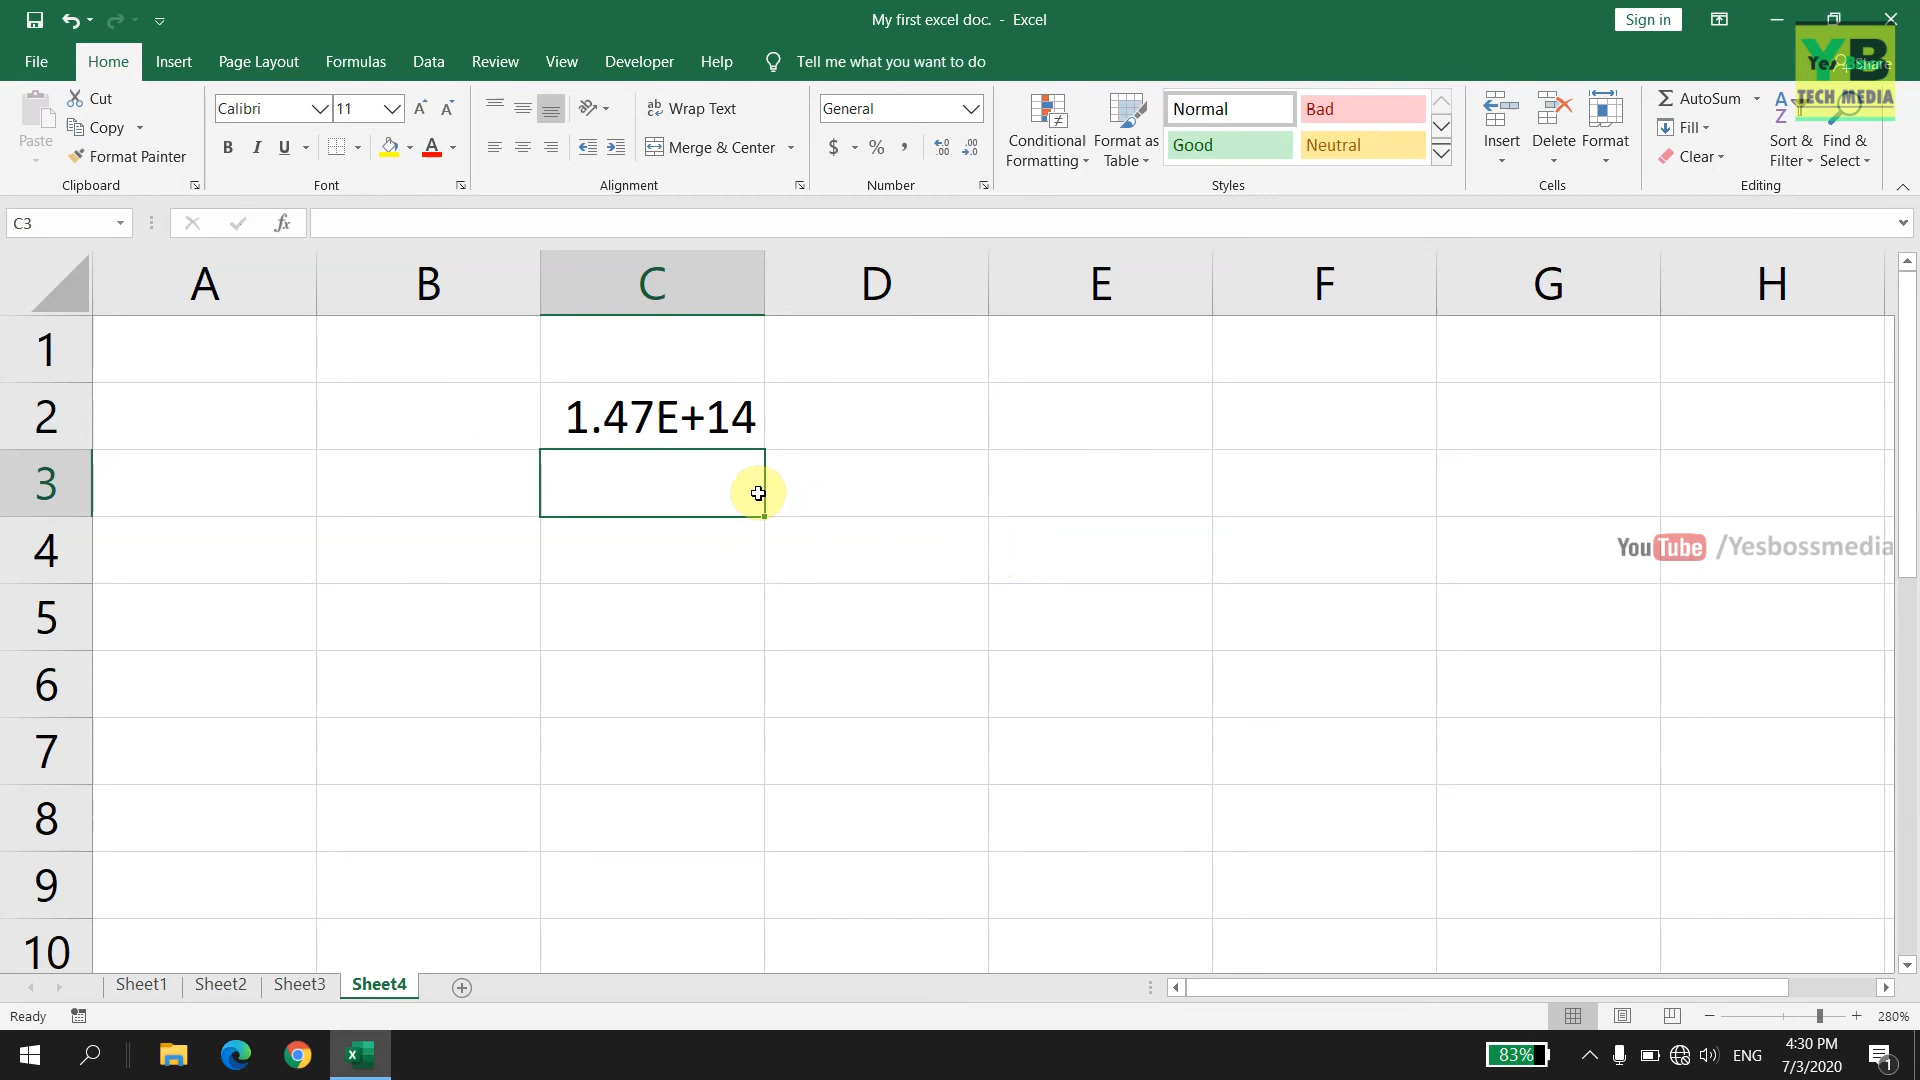 My first excel doc. - Excel
Sign in
File Home Insert Page Layout Formulas Data Review View Developer Help Tell me what you want to do
YB
Yes
TECH MEDIA
Paste
Cut
Copy
Format Painter
Clipboard
Calibri 11
B I U
Font
Wrap Text
Merge & Center
Alignment
General
$ % ,
Number
Conditional Formatting
Format as Table
Normal Bad
Good Neutral
Styles
Insert Delete Format
Cells
AutoSum
Fill
Clear
Sort & Filter
Find & Select
Editing
C3
fx
A B C D E F G H
1
2 1.47E+14
3
4
YouTube /Yesbossmedia
5
6
7
8
9
10
Sheet1 Sheet2 Sheet3 Sheet4
Ready
280%
83%
ENG
4:30 PM
7/3/2020
1